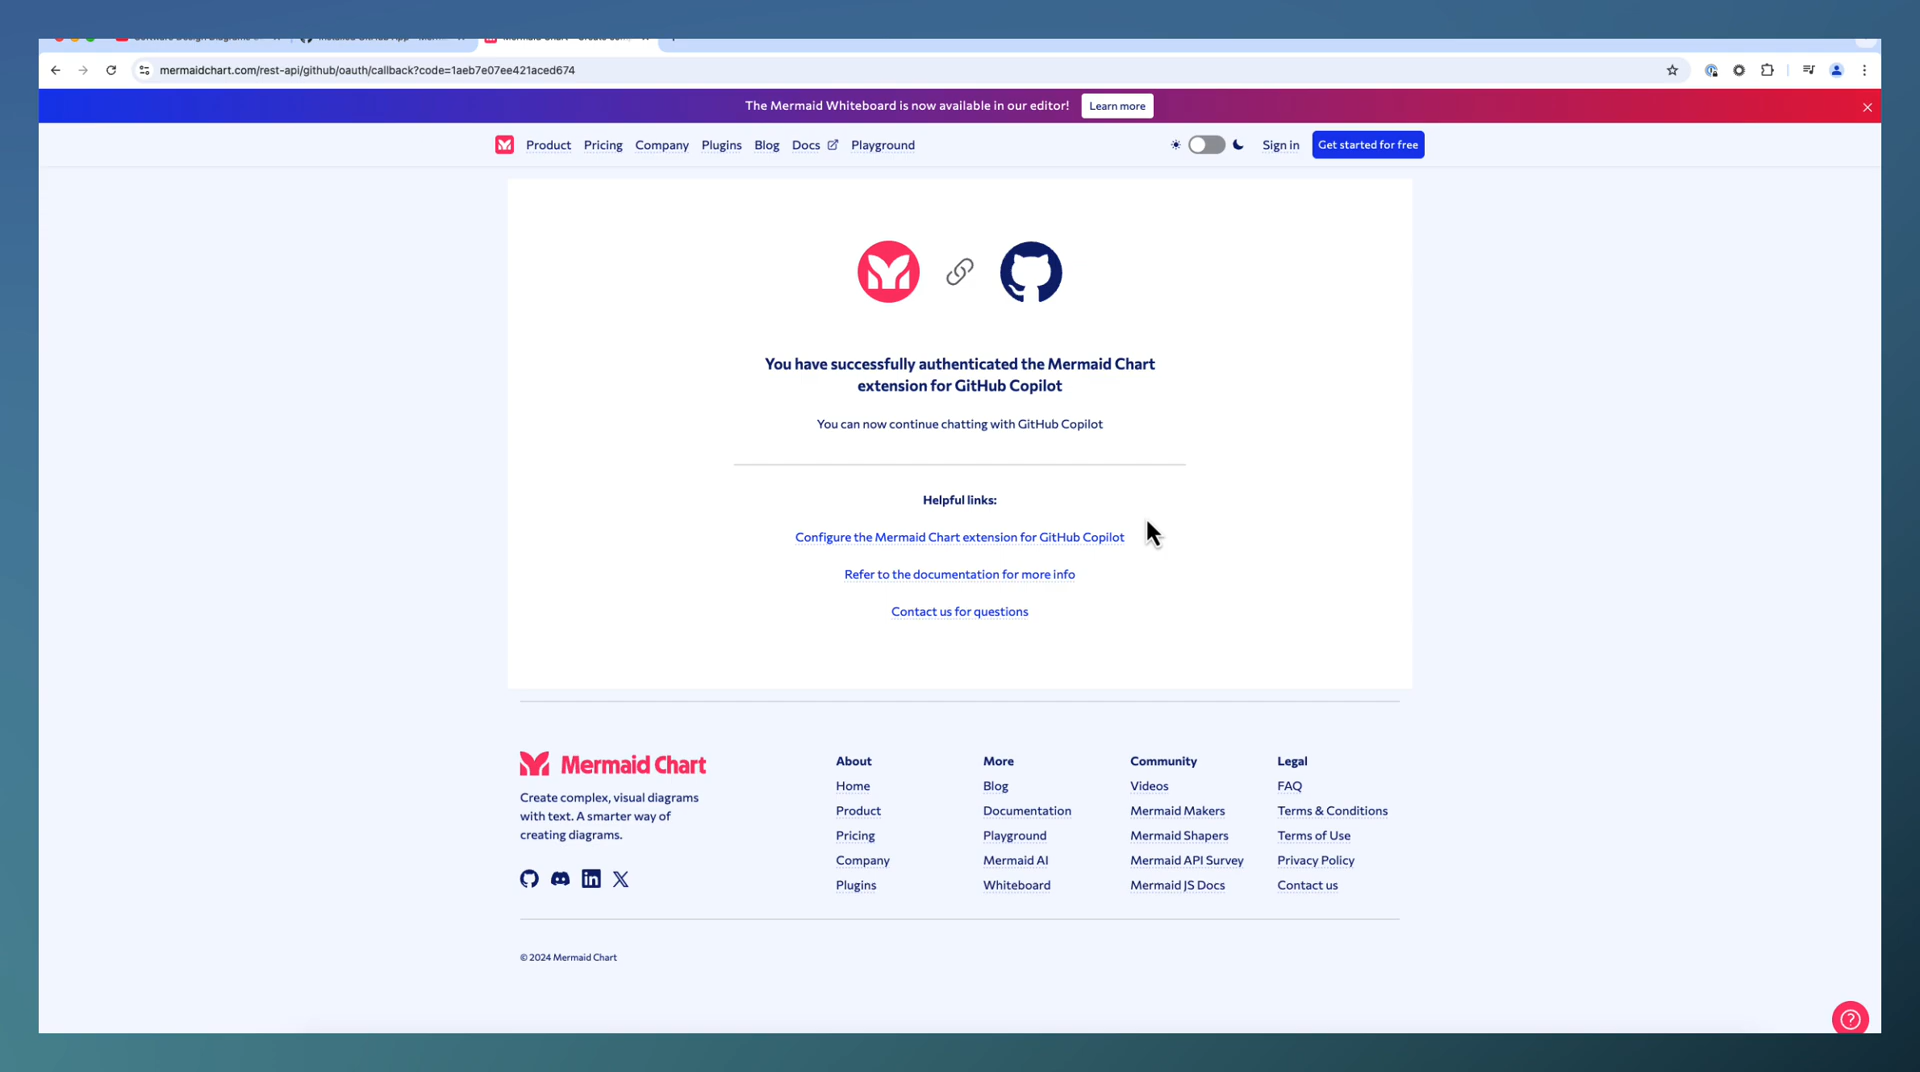 mermaidchart.com/rest-api/github/oauth/callback?code=1aeb7e07ee421aced674
The Mermaid Whiteboard is now available in our editor! Learn more
Product Pricing Company Plugins Blog Docs Playground Sign in Get started for free
You have successfully authenticated the Mermaid Chart
extension for GitHub Copilot
You can now continue chatting with GitHub Copilot
Helpful links:
Configure the Mermaid Chart extension for GitHub Copilot
Refer to the documentation for more info
Contact us for questions
Mermaid Chart
Create complex, visual diagrams
with text. A smarter way of
creating diagrams.
About
Home
Product
Pricing
Company
Plugins
More
Blog
Documentation
Playground
Mermaid AI
Whiteboard
Community
Videos
Mermaid Makers
Mermaid Shapers
Mermaid API Survey
Mermaid JS Docs
Legal
FAQ
Terms & Conditions
Terms of Use
Privacy Policy
Contact us
© 2024 Mermaid Chart